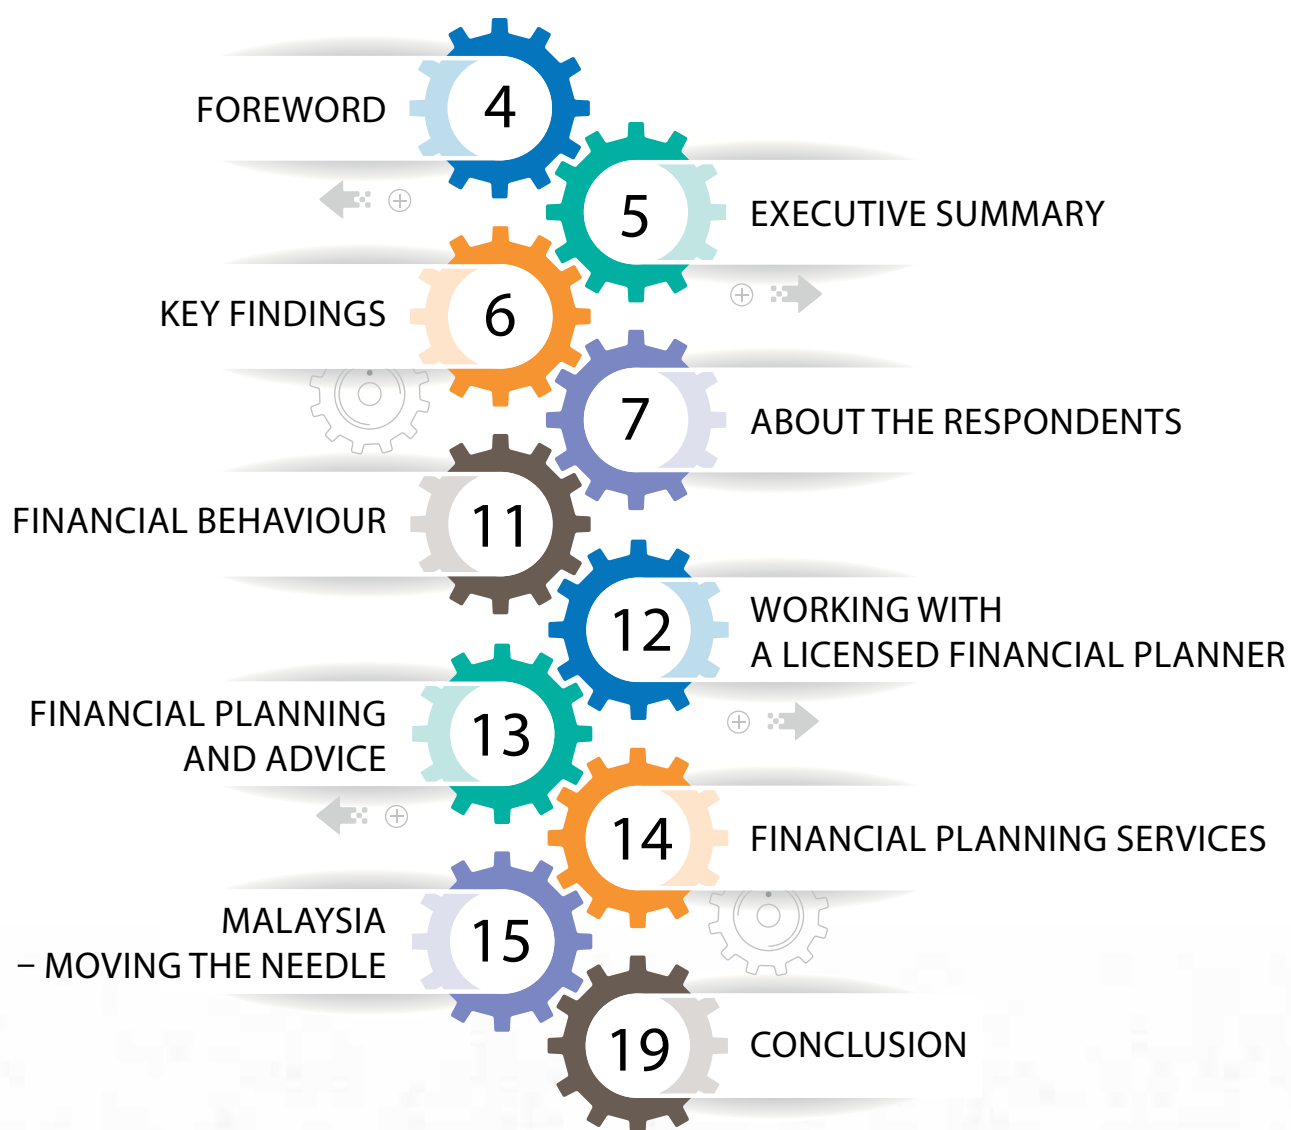 FOREWORD
4
5
EXECUTIVE SUMMARY
KEY FINDINGS
6
7
ABOUT THE RESPONDENTS
FINANCIAL BEHAVIOUR
11
12
WORKING WITH
A LICENSED FINANCIAL PLANNER
FINANCIAL PLANNING
AND ADVICE
13
14
FINANCIAL PLANNING SERVICES
MALAYSIA
– MOVING THE NEEDLE
15
19
CONCLUSION